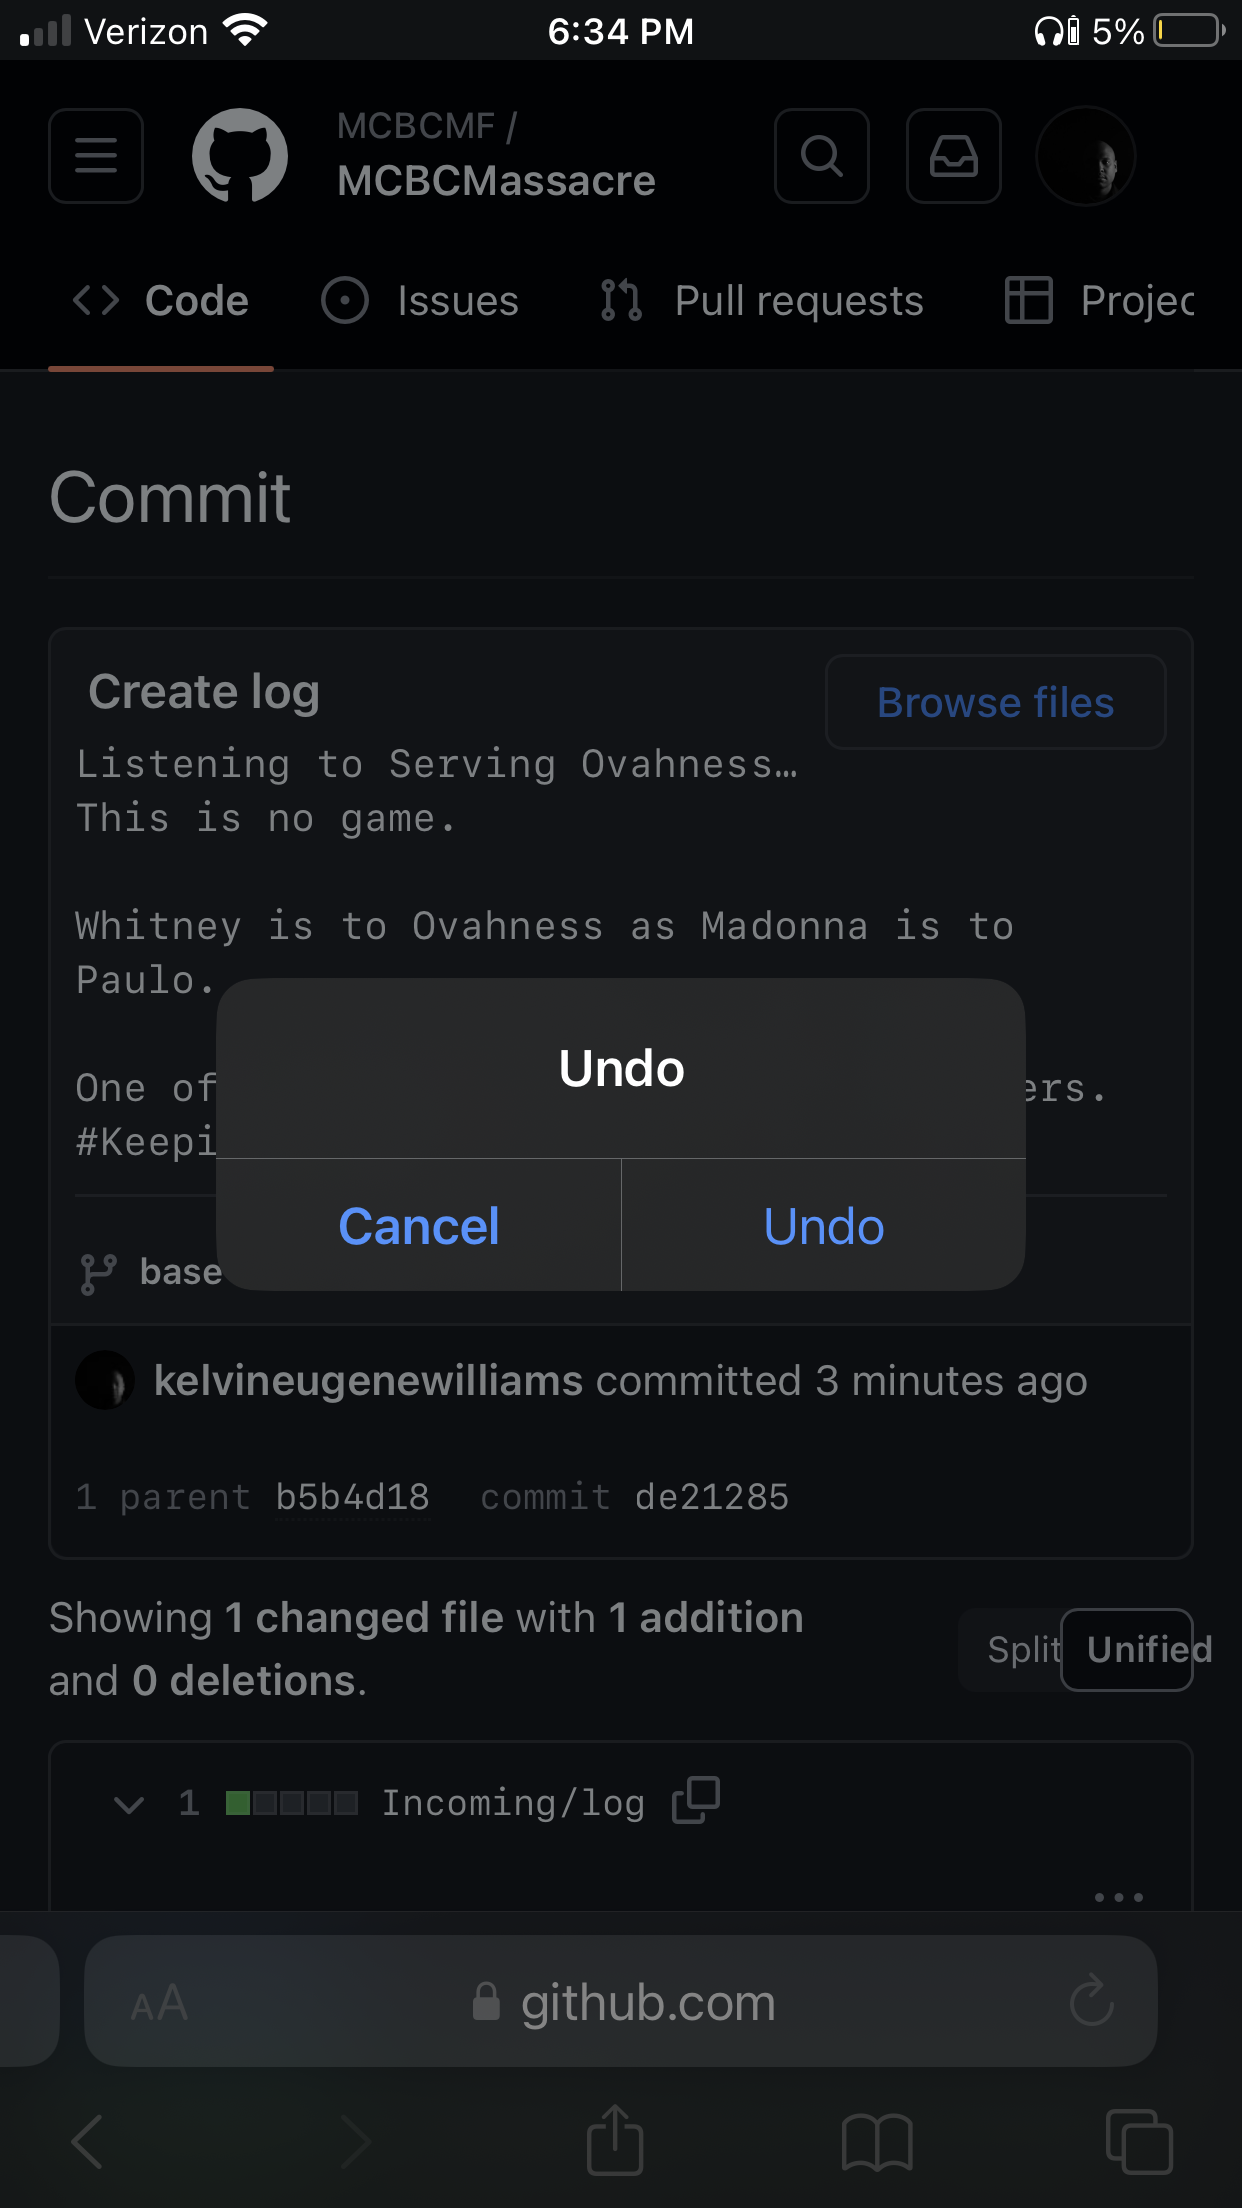 Verizon 6:34 PM 5%
MCBCMF /
MCBCMassacre
Code Issues Pull requests Projec
Commit
Create log
Browse files
Listening to Serving Ovahness…
This is no game.
Whitney is to Ovahness as Madonna is to
Paulo.
One of ers.
#Keepi
Undo
Cancel Undo
base
kelvineugenewilliams committed 3 minutes ago
1 parent b5b4d18 commit de21285
Showing 1 changed file with 1 addition
and 0 deletions.
Split Unified
1 Incoming/log
AA github.com